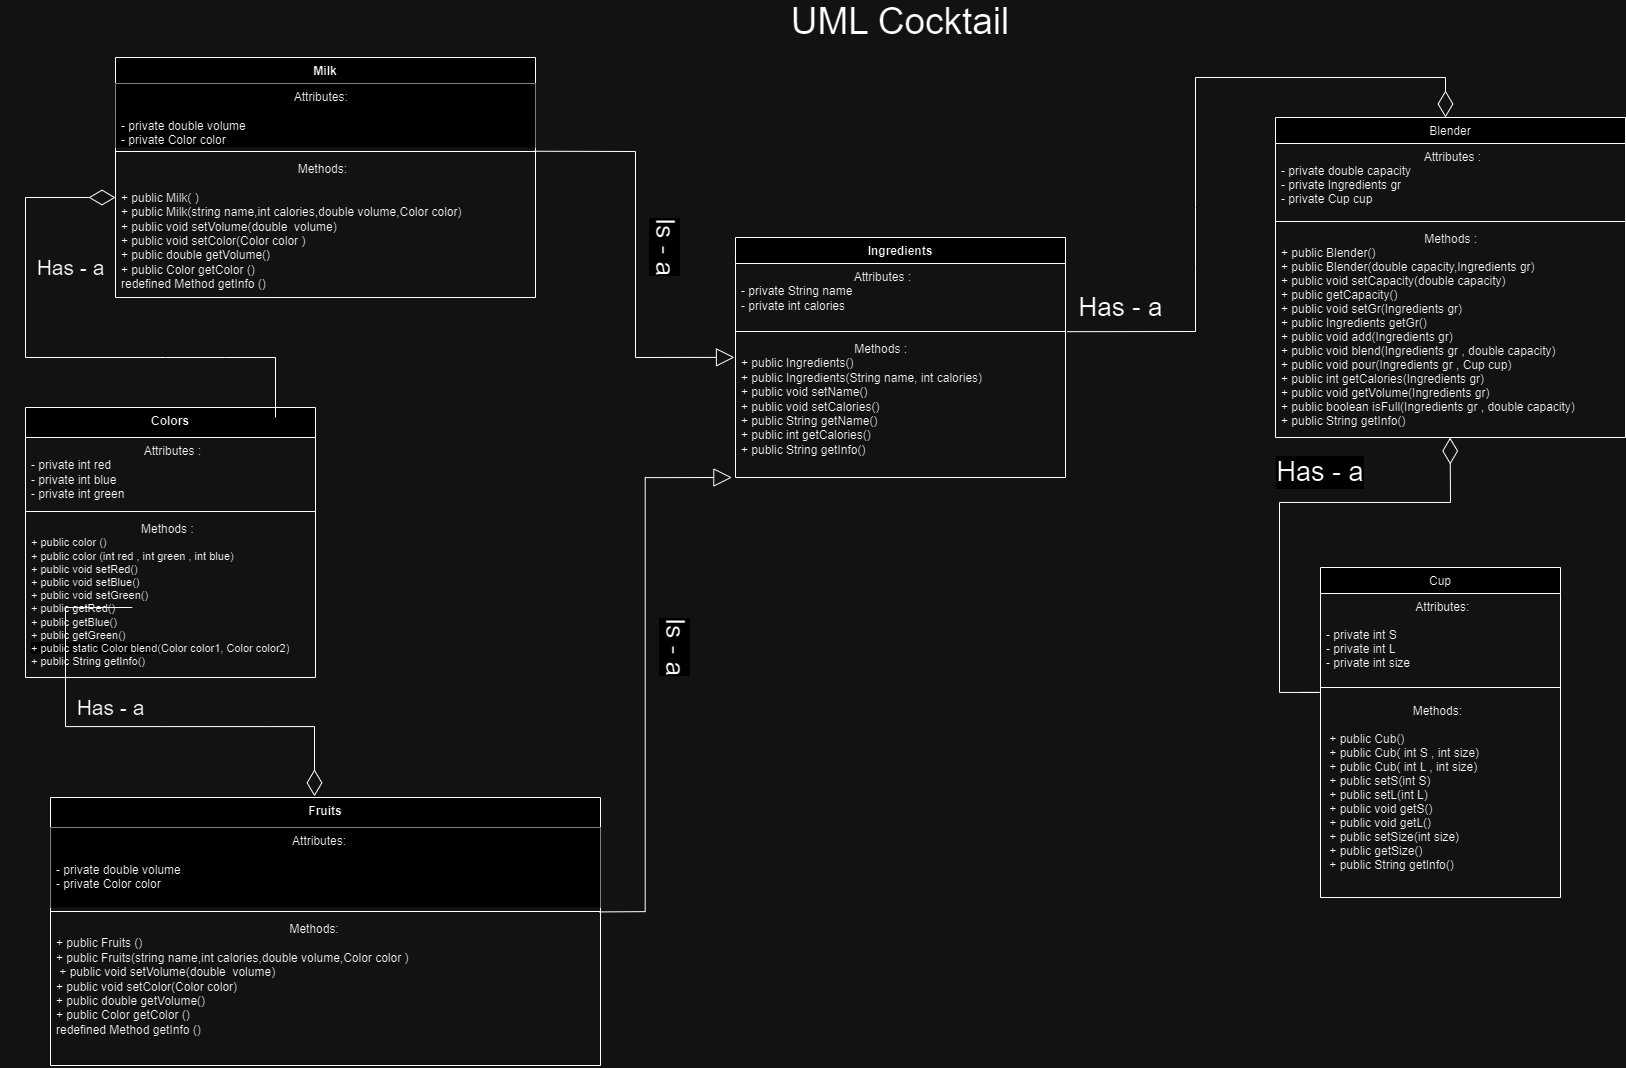 UML Cocktail
Milk
Attributes:
- private double volume
- private Color color
Methods:
+ public Milk( )
+ public Milk(string name,int calories,double volume,Color color)
+ public void setVolume(double  volume)
+ public void setColor(Color color )
+ public double getVolume()
+ public Color getColor ()
redefined Method getInfo ()
Has - a
Is - a
Colors
Attributes :
- private int red
- private int blue
- private int green
Methods :
+ public color ()
+ public color (int red , int green , int blue)
+ public void setRed()
+ public void setBlue()
+ public void setGreen()
+ public getRed()
+ public getBlue()
+ public getGreen()
+ public static Color blend(Color color1, Color color2)
+ public String getInfo()
Has - a
Fruits
Attributes:
- private double volume
- private Color color
Methods:
+ public Fruits ()
+ public Fruits(string name,int calories,double volume,Color color )
+ public void setVolume(double  volume)
+ public void setColor(Color color)
+ public double getVolume()
+ public Color getColor ()
redefined Method getInfo ()
Is - a
Ingredients
Attributes :
- private String name
- private int calories
Methods :
+ public Ingredients()
+ public Ingredients(String name, int calories)
+ public void setName()
+ public void setCalories()
+ public String getName()
+ public int getCalories()
+ public String getInfo()
Has - a
Blender
Attributes :
- private double capacity
- private Ingredients gr
- private Cup cup
Methods :
+ public Blender()
+ public Blender(double capacity,Ingredients gr)
+ public void setCapacity(double capacity)
+ public getCapacity()
+ public void setGr(Ingredients gr)
+ public Ingredients getGr()
+ public void add(Ingredients gr)
+ public void blend(Ingredients gr , double capacity)
+ public void pour(Ingredients gr , Cup cup)
+ public int getCalories(Ingredients gr)
+ public void getVolume(Ingredients gr)
+ public boolean isFull(Ingredients gr , double capacity)
+ public String getInfo()
Has - a
Cup
Attributes:
- private int S
- private int L
- private int size
Methods:
+ public Cub()
+ public Cub( int S , int size)
+ public Cub( int L , int size)
+ public setS(int S)
+ public setL(int L)
+ public void getS()
+ public void getL()
+ public setSize(int size)
+ public getSize()
+ public String getInfo()